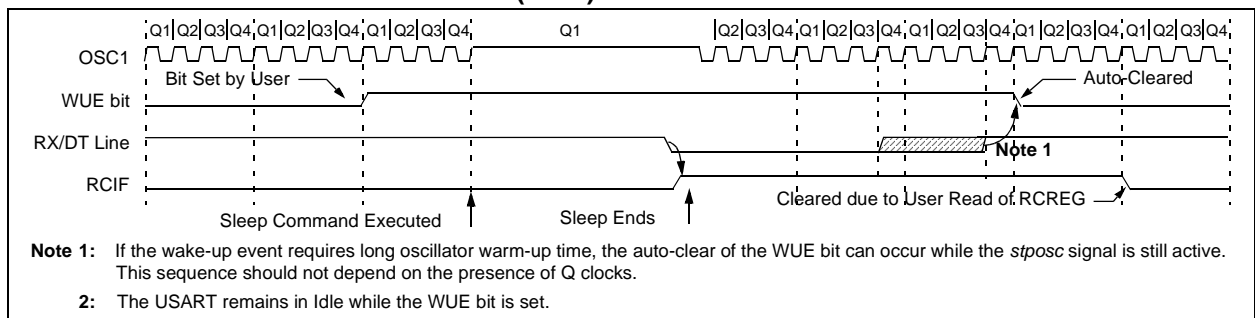 Q1 Q2 Q3 Q4 Q1 Q2 Q3 Q4 Q1 Q2 Q3 Q4 Q1 Q2 Q3 Q4 Q1 Q2 Q3 Q4 Q1 Q2 Q3 Q4 Q1 Q2 Q3 Q4 Q1 Q2 Q3 Q4
OSC1
Bit Set by User
Auto-Cleared
WUE bit
RX/DT Line
Note 1
RCIF
Cleared due to User Read of RCREG
Sleep Command Executed
Sleep Ends
Note 1: If the wake-up event requires long oscillator warm-up time, the auto-clear of the WUE bit can occur while the stposc signal is still active.
This sequence should not depend on the presence of Q clocks.
2: The USART remains in Idle while the WUE bit is set.